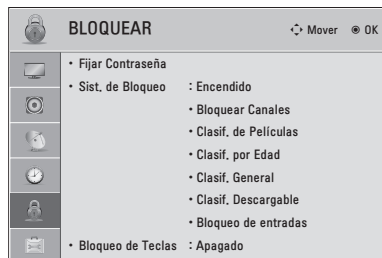 BLOQUEAR Mover OK
• Fijar Contraseña
• Sist. de Bloqueo : Encendido
• Bloquear Canales
• Clasif. de Películas
• Clasif. por Edad
• Clasif. General
• Clasif. Descargable
• Bloqueo de entradas
• Bloqueo de Teclas : Apagado